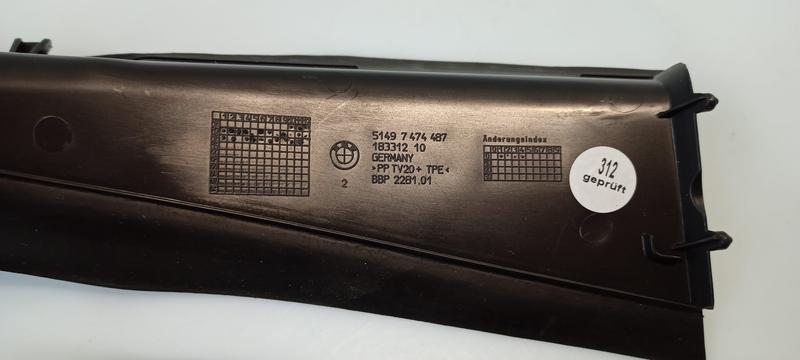 5149 7 474 487
183312 10
GERMANY
>PP TV20+ TPE<
BBP 2281.01
2
Änderungsindex
312
geprüft